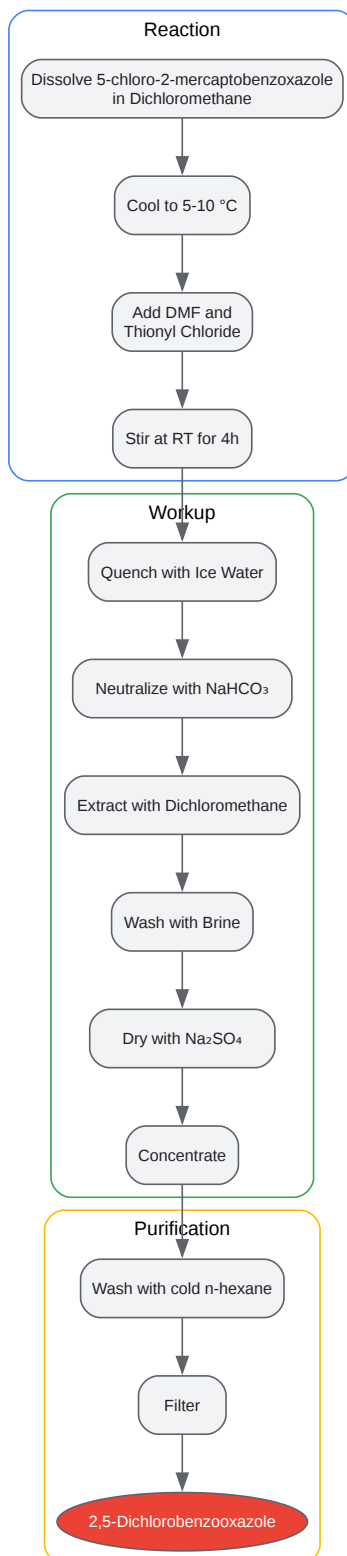 Reaction
Dissolve 5-chloro-2-mercaptobenzoxazole
in Dichloromethane
Cool to 5-10 °C
Add DMF and
Thionyl Chloride
Stir at RT for 4h
Workup
Quench with Ice Water
Neutralize with NaHCO₃
Extract with Dichloromethane
Wash with Brine
Dry with Na₂SO₄
Concentrate
Purification
Wash with cold n-hexane
Filter
2,5-Dichlorobenzooxazole